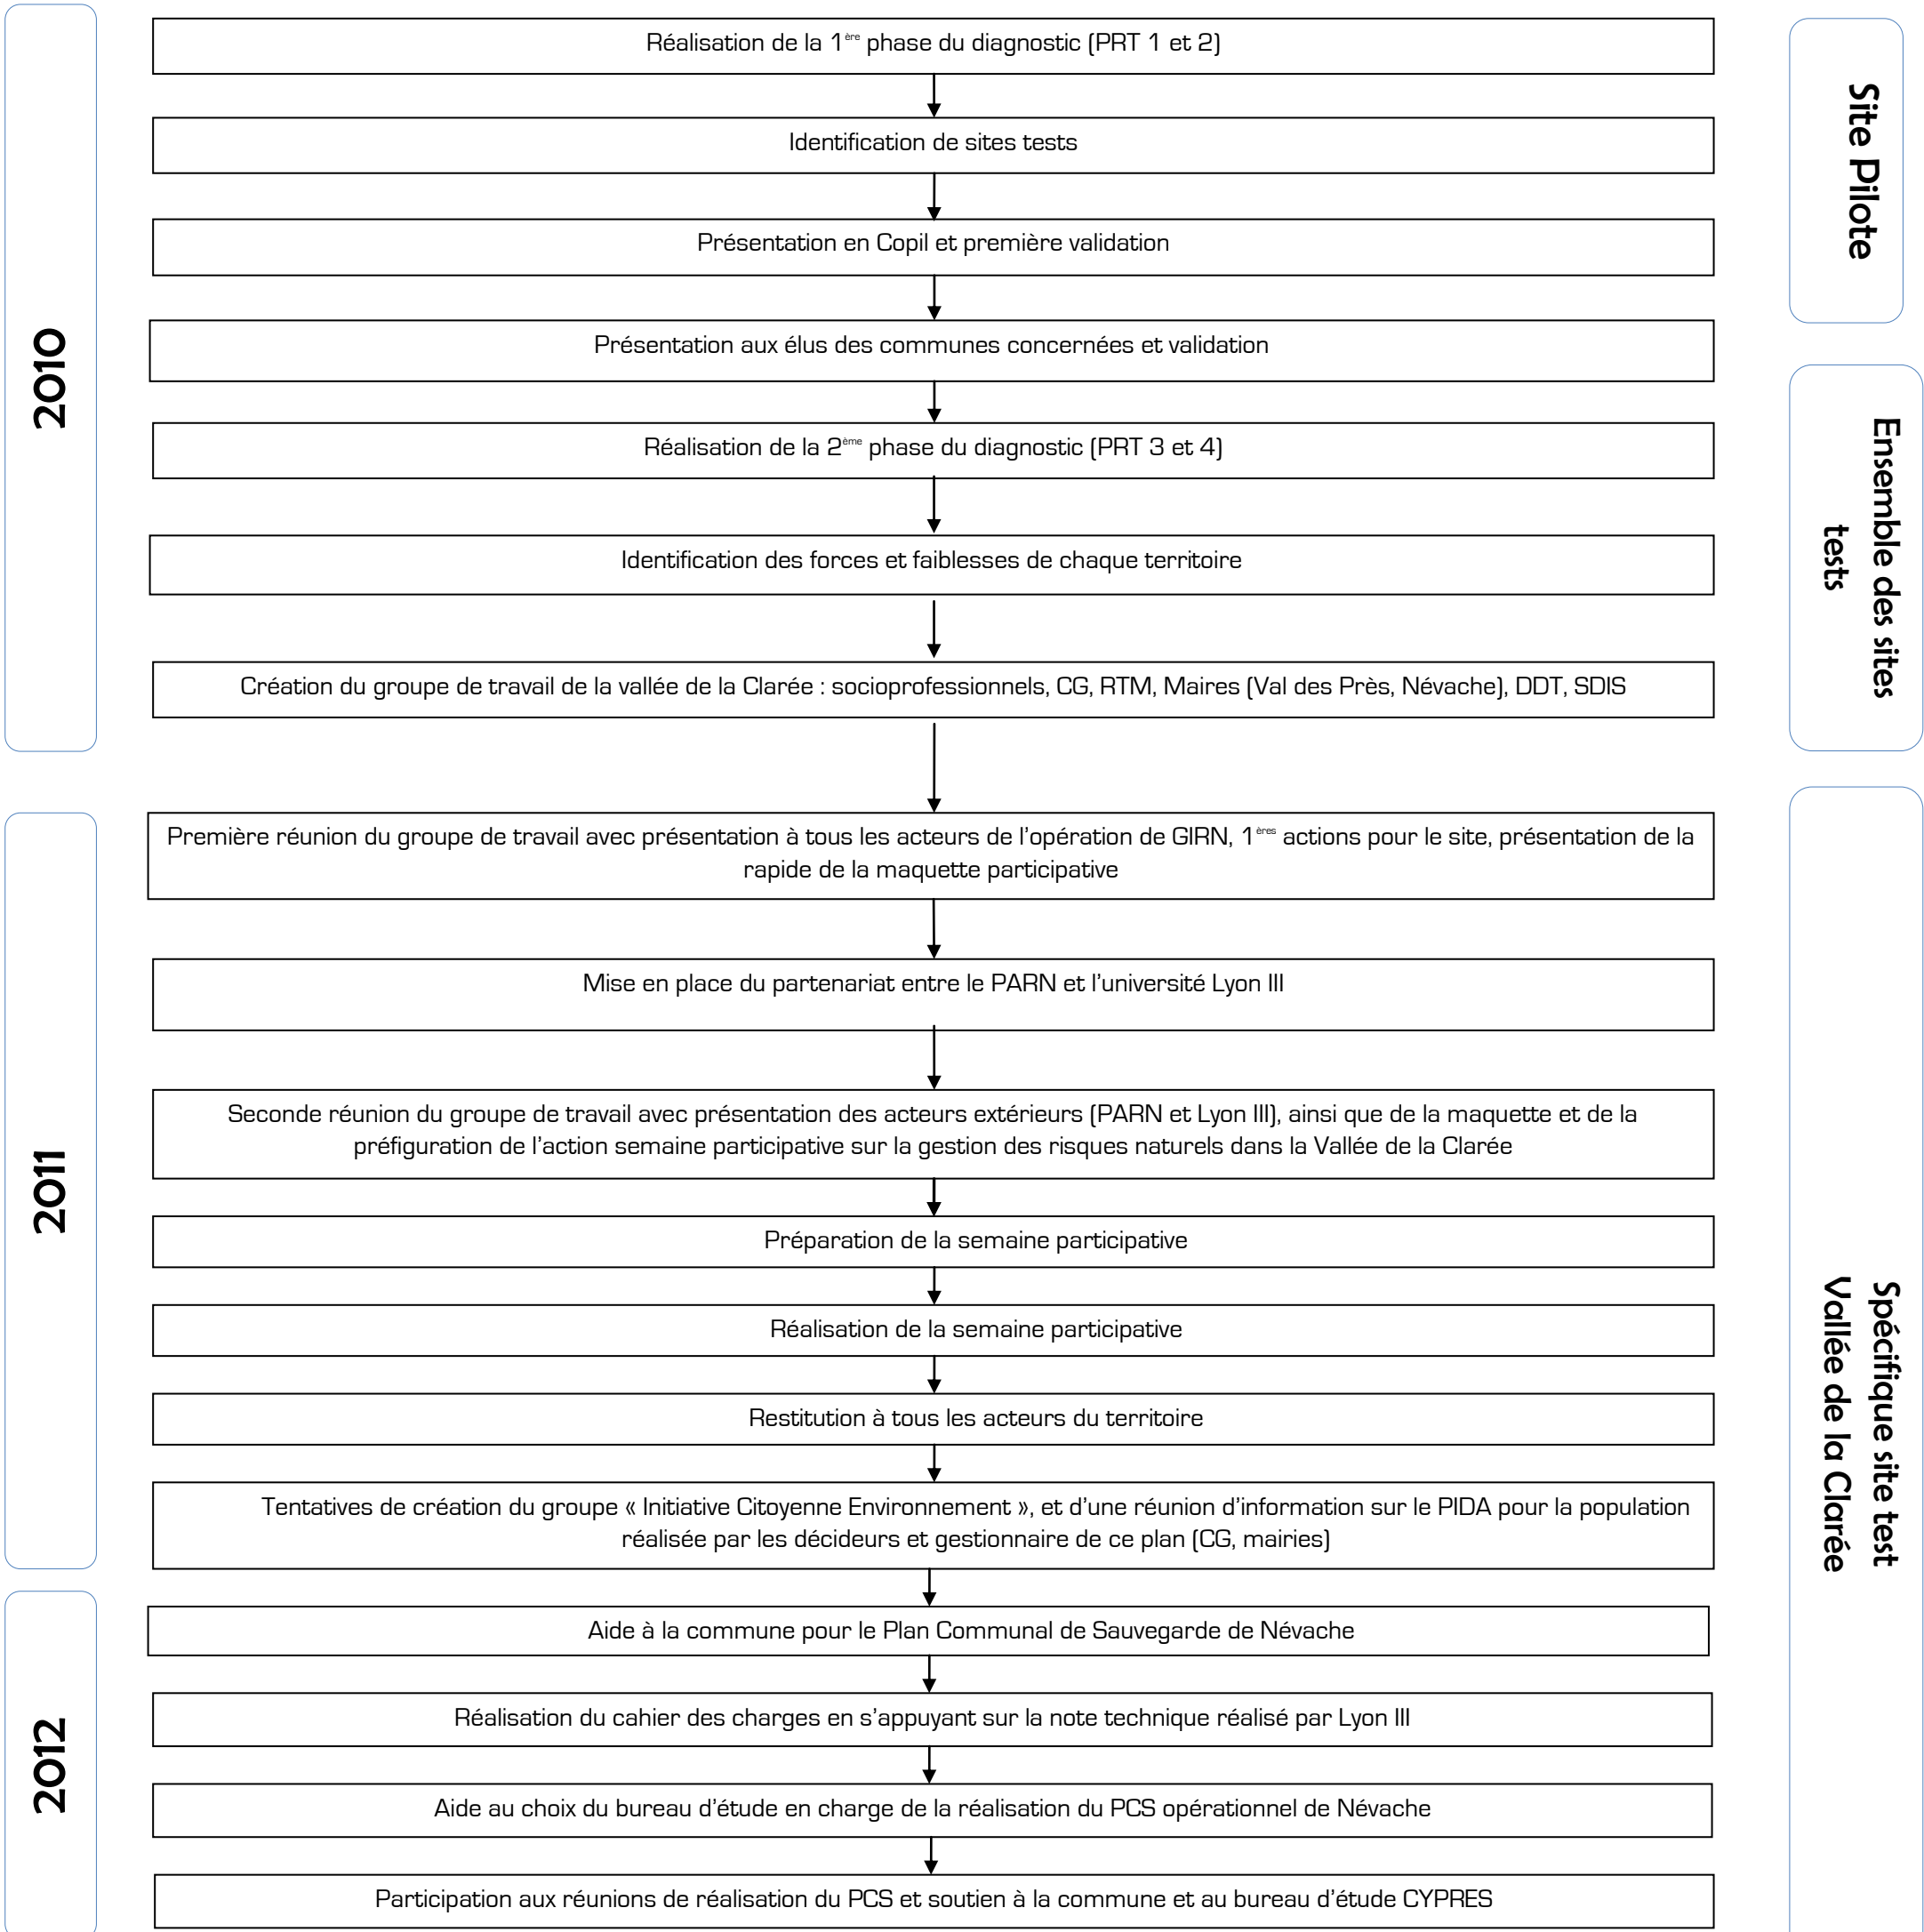 2010
Réalisation de la 1ère phase du diagnostic (PRT 1 et 2)
Site Pilote
Identification de sites tests
Présentation en Copil et première validation
Présentation aux élus des communes concernées et validation
Ensemble des sites
tests
Réalisation de la 2ème phase du diagnostic (PRT 3 et 4)
Identification des forces et faiblesses de chaque territoire
Création du groupe de travail de la vallée de la Clarée : socioprofessionnels, CG, RTM, Maires (Val des Près, Névache), DDT, SDIS
2011
Première réunion du groupe de travail avec présentation à tous les acteurs de l'opération de GIRN, 1ères actions pour le site, présentation de la
rapide de la maquette participative
Spécifique site test
Vallée de la Clarée
Mise en place du partenariat entre le PARN et l'université Lyon III
Seconde réunion du groupe de travail avec présentation des acteurs extérieurs (PARN et Lyon III), ainsi que de la maquette et de la
préfiguration de l'action semaine participative sur la gestion des risques naturels dans la Vallée de la Clarée
Préparation de la semaine participative
Réalisation de la semaine participative
Restitution à tous les acteurs du territoire
Tentatives de création du groupe « Initiative Citoyenne Environnement », et d'une réunion d'information sur le PIDA pour la population
réalisée par les décideurs et gestionnaire de ce plan (CG, mairies)
2012
Aide à la commune pour le Plan Communal de Sauvegarde de Névache
Réalisation du cahier des charges en s'appuyant sur la note technique réalisé par Lyon III
Aide au choix du bureau d'étude en charge de la réalisation du PCS opérationnel de Névache
Participation aux réunions de réalisation du PCS et soutien à la commune et au bureau d'étude CYPRES